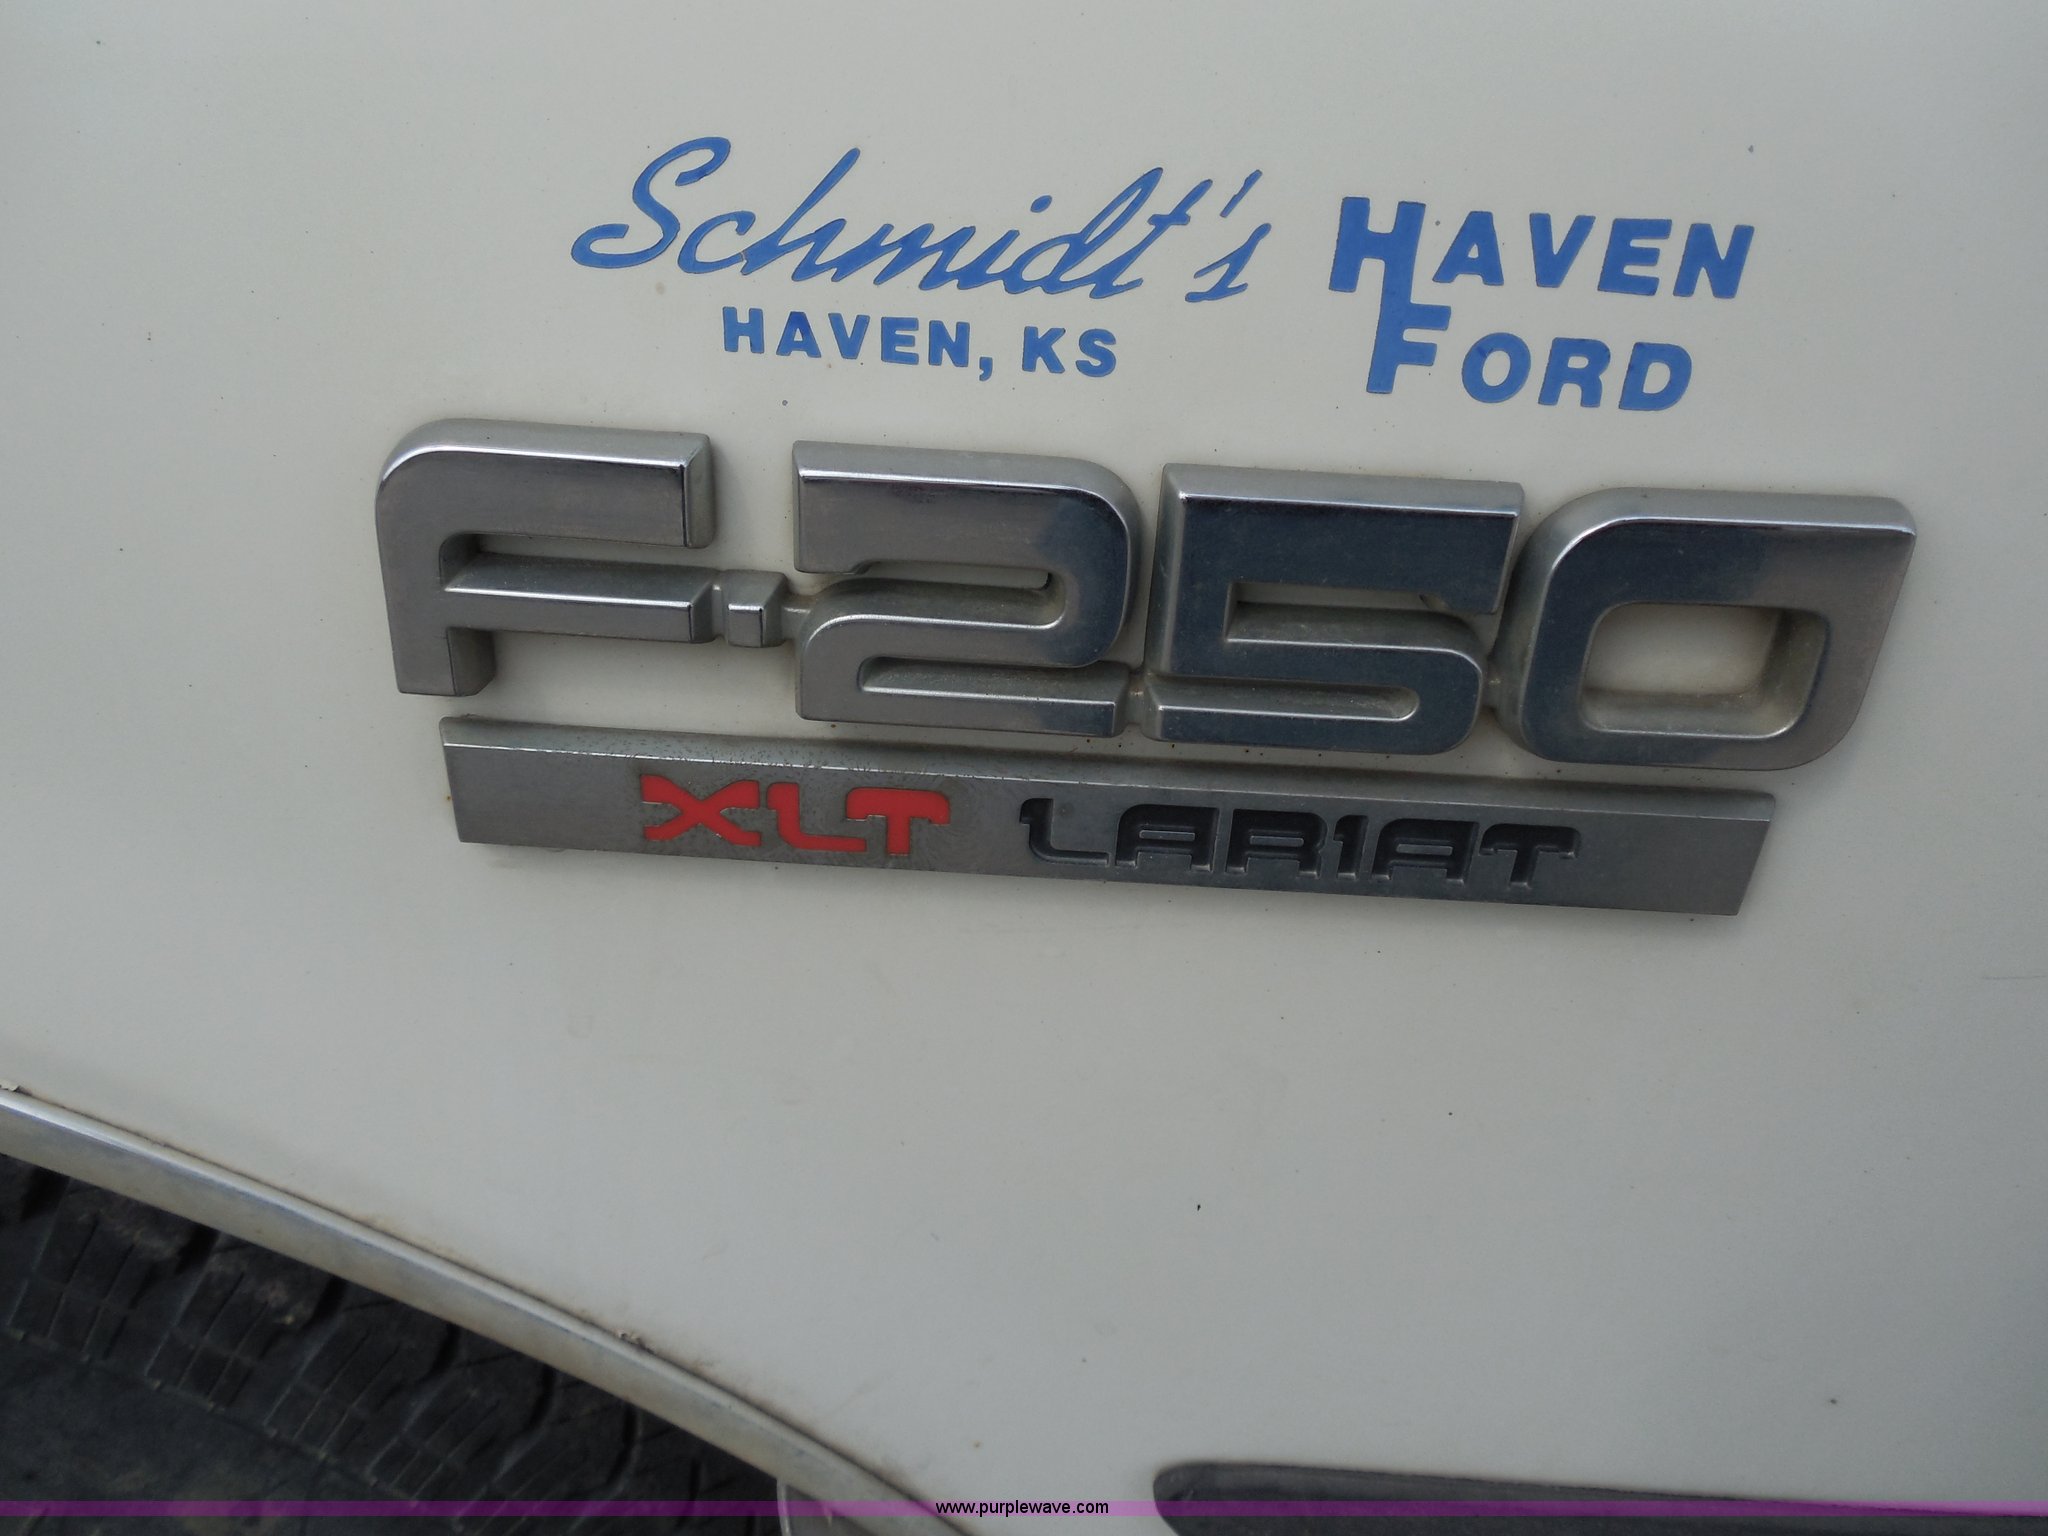 Schmidt's HAVEN
HAVEN, KS FORD
F-250
XLT LARIAT
www.purplewave.com